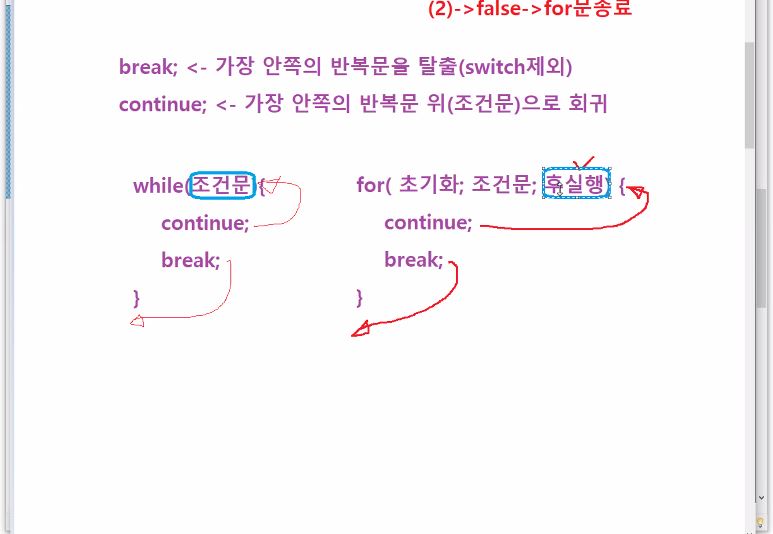 (2)->false->for문종료
break; <- 가장 안쪽의 반복문을 탈출(switch제외)
continue; <- 가장 안쪽의 반복문 위(조건문)으로 회귀
while(조건문) {
continue;
break;
}
for( 초기화; 조건문; 후실행) {
continue;
break;
}